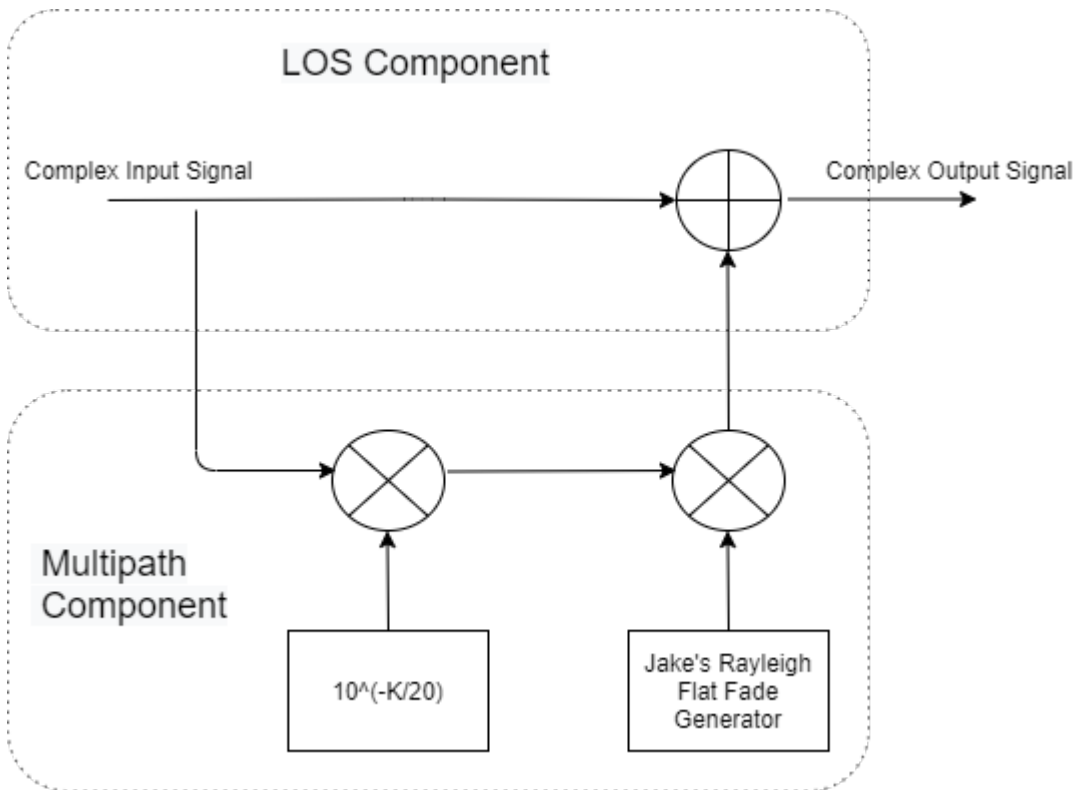 LOS Component
Complex Input Signal
Complex Output Signal
Multipath
Component
10^(-K/20)
Jake's Rayleigh
Flat Fade
Generator